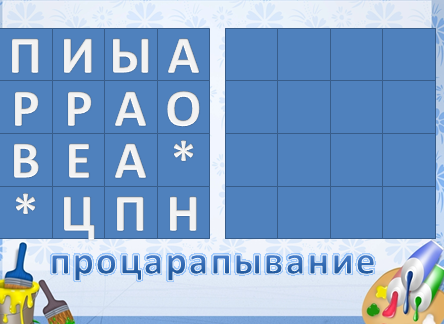 П И Ы А
Р Р А О
В Е А *
* Ц П Н
процарапывание